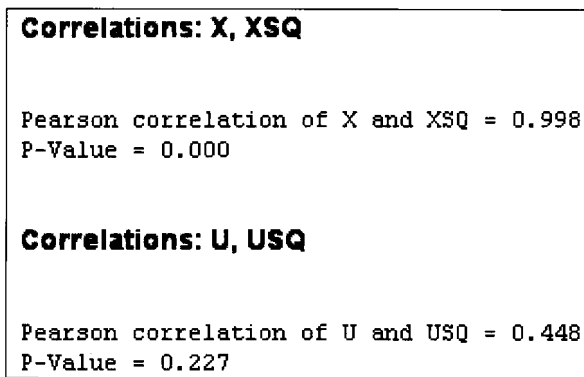 Correlations: X, XSQ
Pearson correlation of X and XSQ = 0.998
P-Value = 0.000
Correlations: U, USQ
Pearson correlation of U and USQ = 0.448
P-Value = 0.227